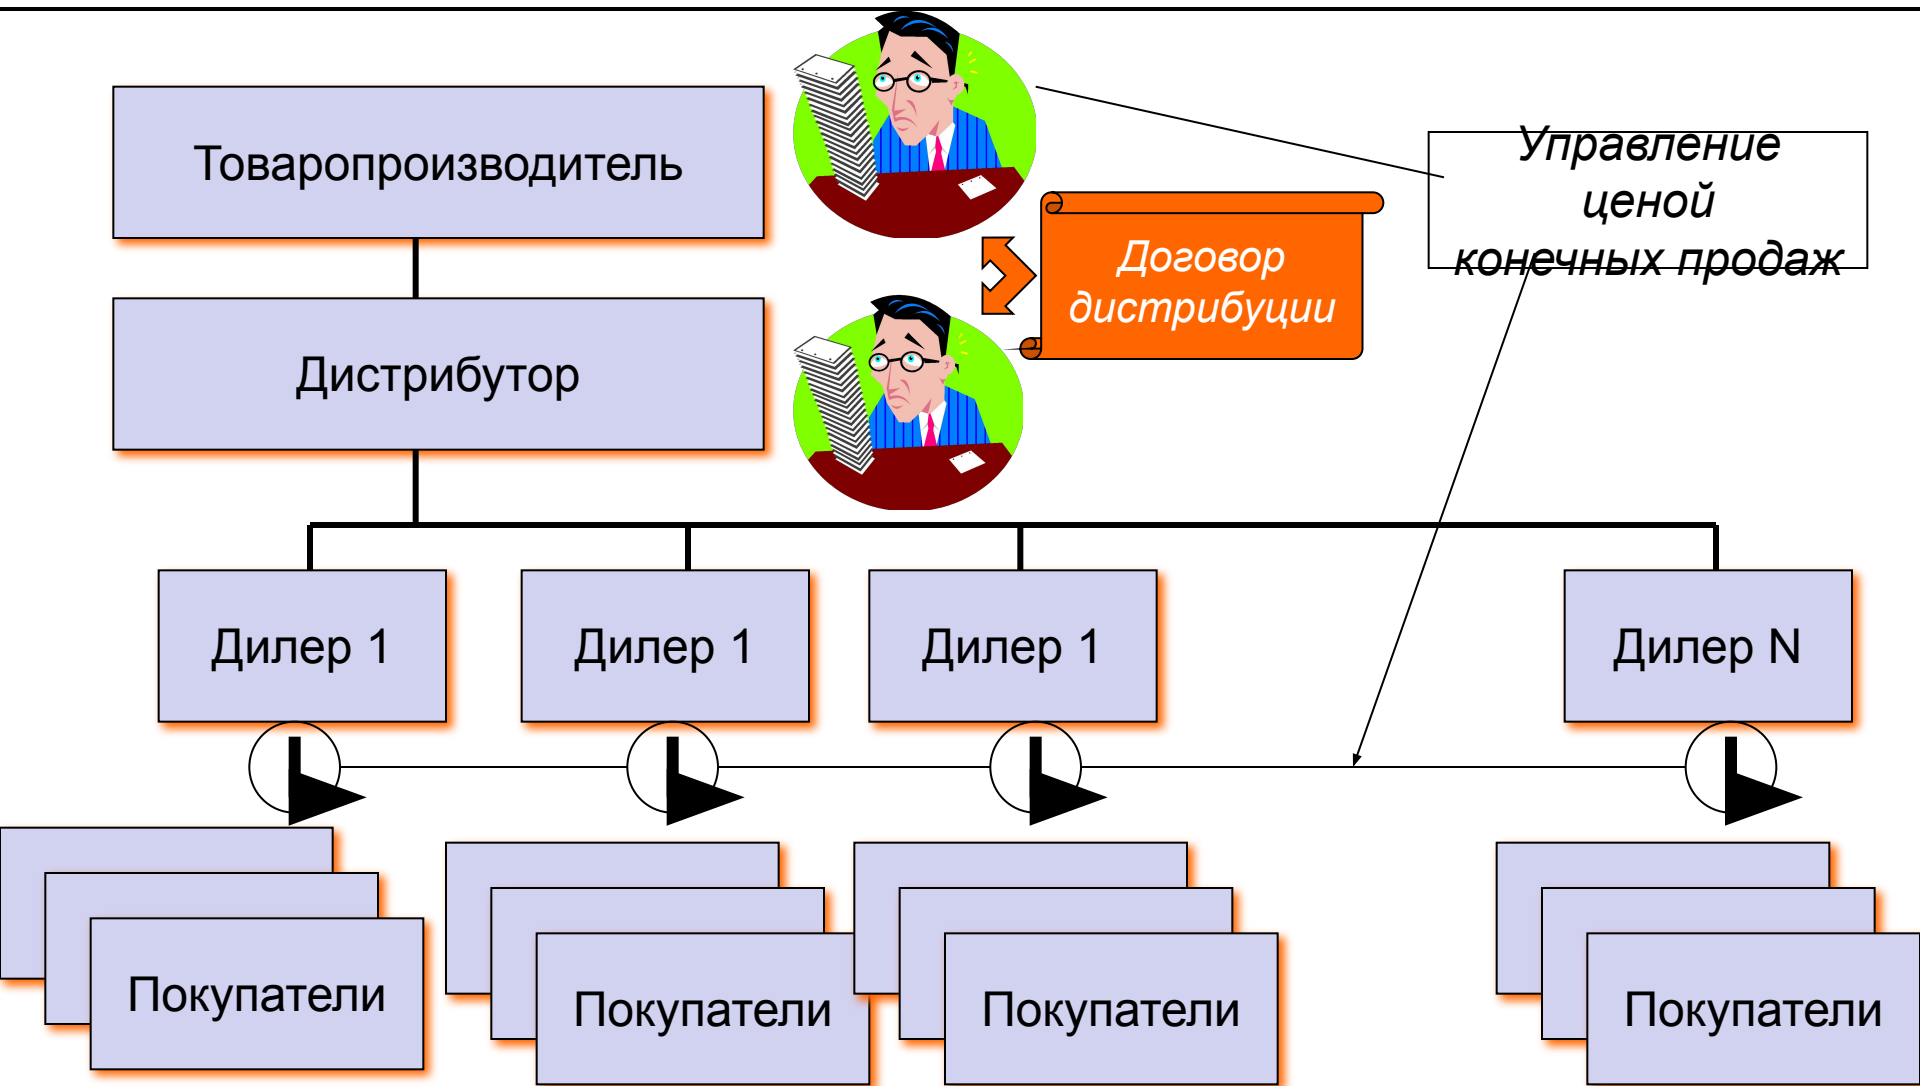 Товаропроизводитель
Управление
ценой
конечных продаж
Договор
дистрибуции
Дистрибутор
Дилер 1
Дилер 1
Дилер 1
Дилер N
Покупатели
Покупатели
Покупатели
Покупатели